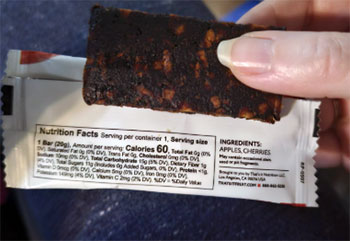 Nutrition Facts Serving per container 1, Serving size
1 Bar (20g), Amount per serving: Calories 60, Total Fat 0g (0%
DV), Saturated Fat 0g (0% DV), Trans Fat 0g, Cholesterol 0mg (0% DV),
Sodium 10mg (0% DV), Total Carbohydrate 15g (5% DV), Dietary Fiber 1g
(4% DV), Total Sugars 11g (Includes 0g Added Sugars, 0% DV), Protein <1g,
Vitamin D 0mcg (0% DV), Calcium 0mg (0% DV), Iron 0mg (0% DV),
Potassium 149mg (4% DV), Vitamin C 2mg (2% DV). %DV = %Daily Value
INGREDIENTS:
APPLES, CHERRIES
May contain occasional stem,
seed or pit fragments.
Brought to you by That's It Nutrition LLC.
Los Angeles, CA
THATSITFRUIT.COM